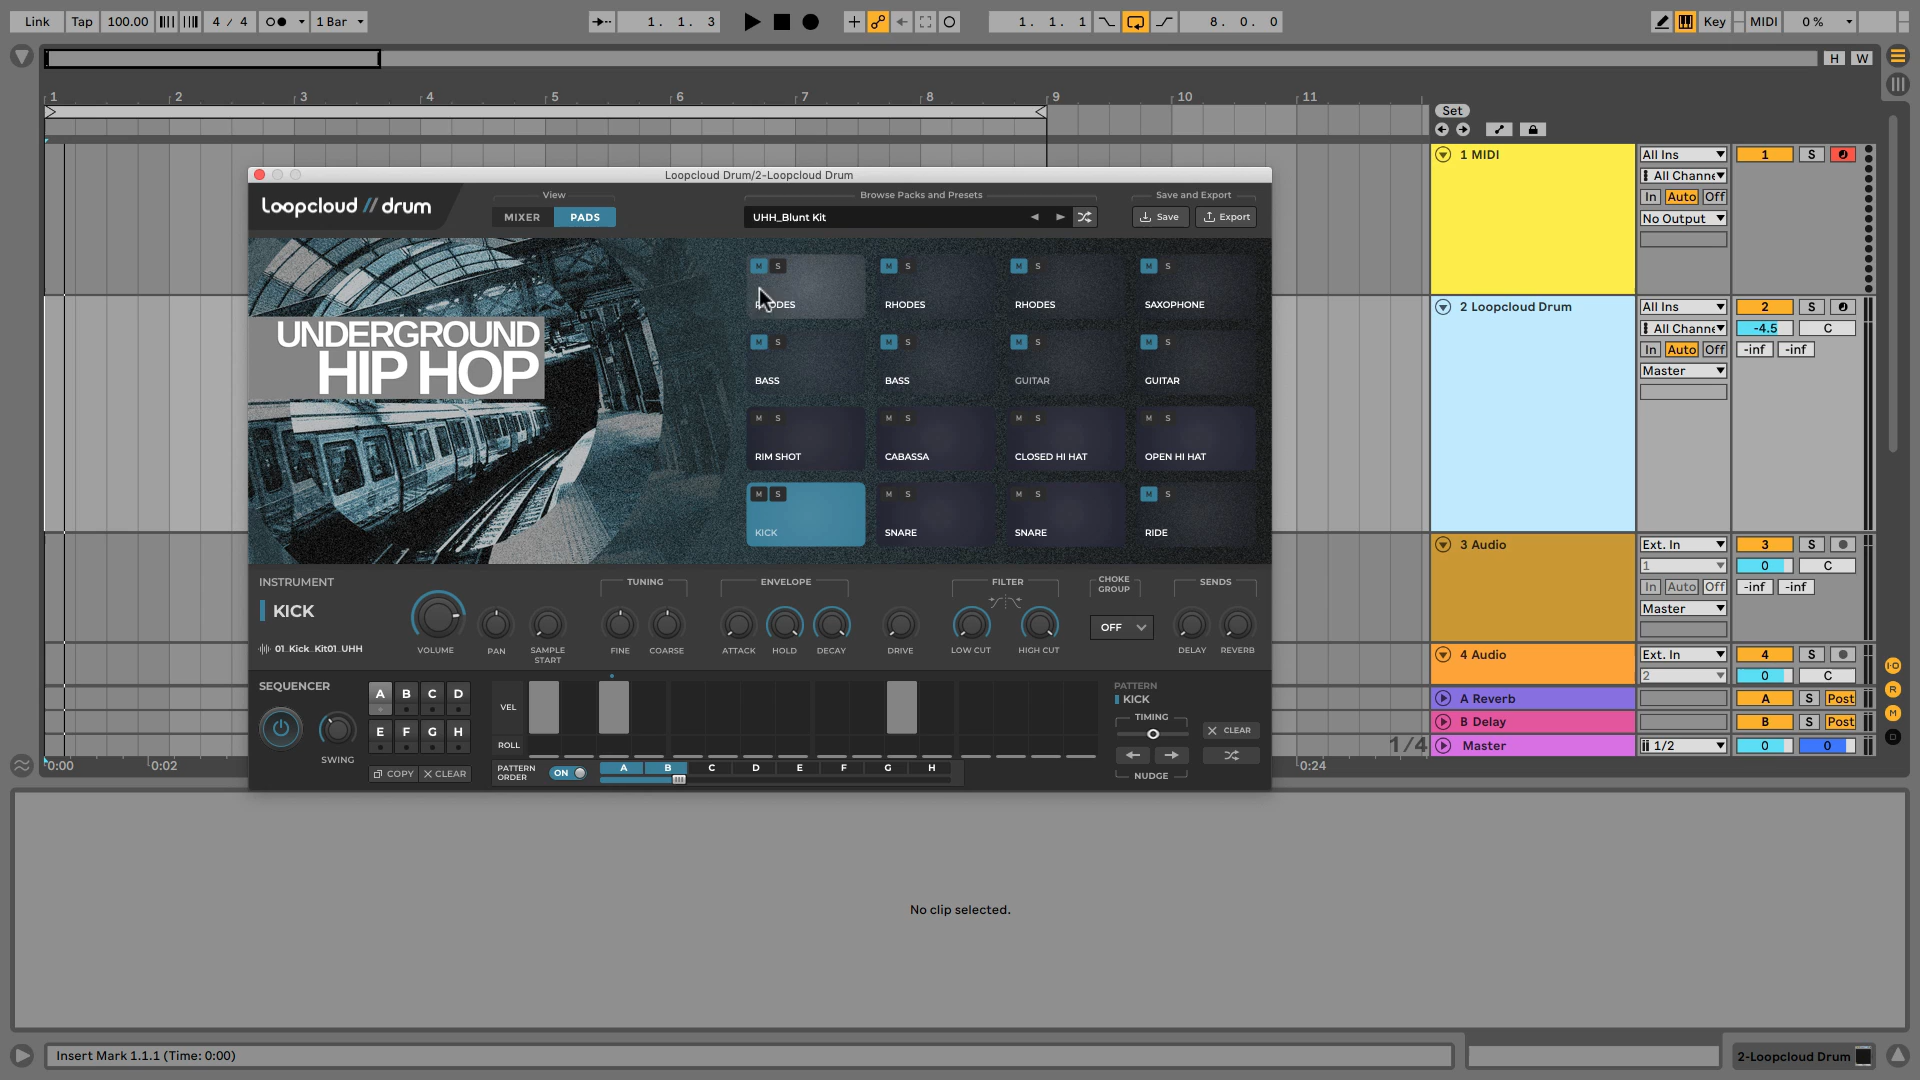 Link Tap 100.00 4 / 4 1 Bar 1. 1. 3 1. 1. 1 8. 0. 0 Key MIDI 0 %
H W
1 2 3 4 5 6 7 8 9 10 11
Set
Loopcloud Drum/2-Loopcloud Drum
Loopcloud // drum
View
MIXER PADS
Browse Packs and Presets
UHH_Blunt Kit
Save and Export
Save Export
UNDERGROUND
HIP HOP
M S M S M S M S
RHODES RHODES RHODES SAXOPHONE
M S M S M S M S
BASS BASS GUITAR GUITAR
M S M S M S M S
RIM SHOT CABASSA CLOSED HI HAT OPEN HI HAT
M S M S M S M S
KICK SNARE SNARE RIDE
INSTRUMENT
KICK
01_Kick_Kit01_UHH
VOLUME PAN SAMPLE START
TUNING
FINE COARSE
ENVELOPE
ATTACK HOLD DECAY
DRIVE
FILTER
LOW CUT HIGH CUT
CHOKE GROUP
OFF
SENDS
DELAY REVERB
SEQUENCER
SWING
A B C D
E F G H
COPY CLEAR
VEL
ROLL
PATTERN ORDER ON A B C D E F G H
PATTERN
KICK
TIMING
CLEAR
NUDGE
1 MIDI All Ins 1 S
All Channe
In Auto Off
No Output
2 Loopcloud Drum All Ins 2 S
All Channe -4.5 C
In Auto Off -inf -inf
Master
3 Audio Ext. In 3 S
1 0 C
In Auto Off -inf -inf
Master
4 Audio Ext. In 4 S
2 0 C
A Reverb A S Post
B Delay B S Post
1/4 Master 1/2 0 0
0:00 0:02 0:24
I-O
R
M
D
No clip selected.
Insert Mark 1.1.1 (Time: 0:00)
2-Loopcloud Drum